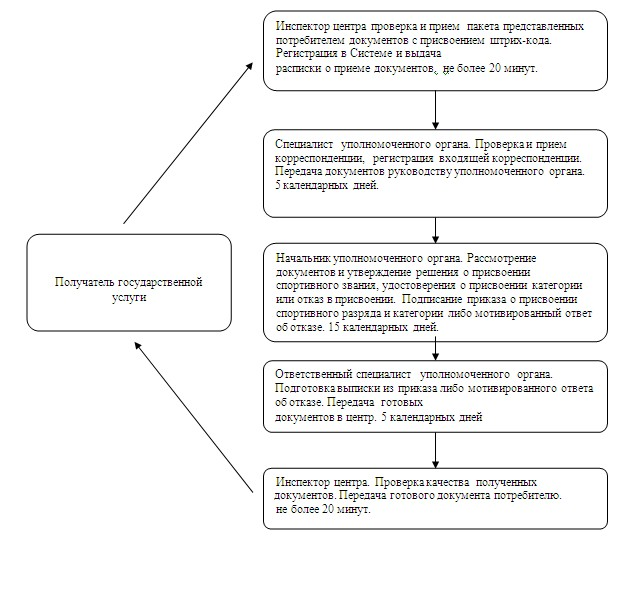 Инспектор центра проверка и прием пакета представленных
потребителем документов с присвоением штрих-кода.
Регистрация в Системе и выдача
расписки о приеме документов, не более 20 минут.
Специалист уполномоченного органа. Проверка и прием
корреспонденции, регистрация входящей корреспонденции.
Передача документов руководству уполномоченного органа.
5 календарных дней.
Получатель государственной
услуги
Начальник уполномоченного органа. Рассмотрение
документов и утверждение решения о присвоении
спортивного звания, удостоверения о присвоении категории
или отказ в присвоении. Подписание приказа о присвоении
спортивного разряда и категории либо мотивированный ответ
об отказе. 15 календарных дней.
Ответственный специалист уполномоченного органа.
Подготовка выписки из приказа либо мотивированного ответа
об отказе. Передача готовых
документов в центр. 5 календарных дней
Инспектор центра. Проверка качества полученных
документов. Передача готового документа потребителю.
не более 20 минут.